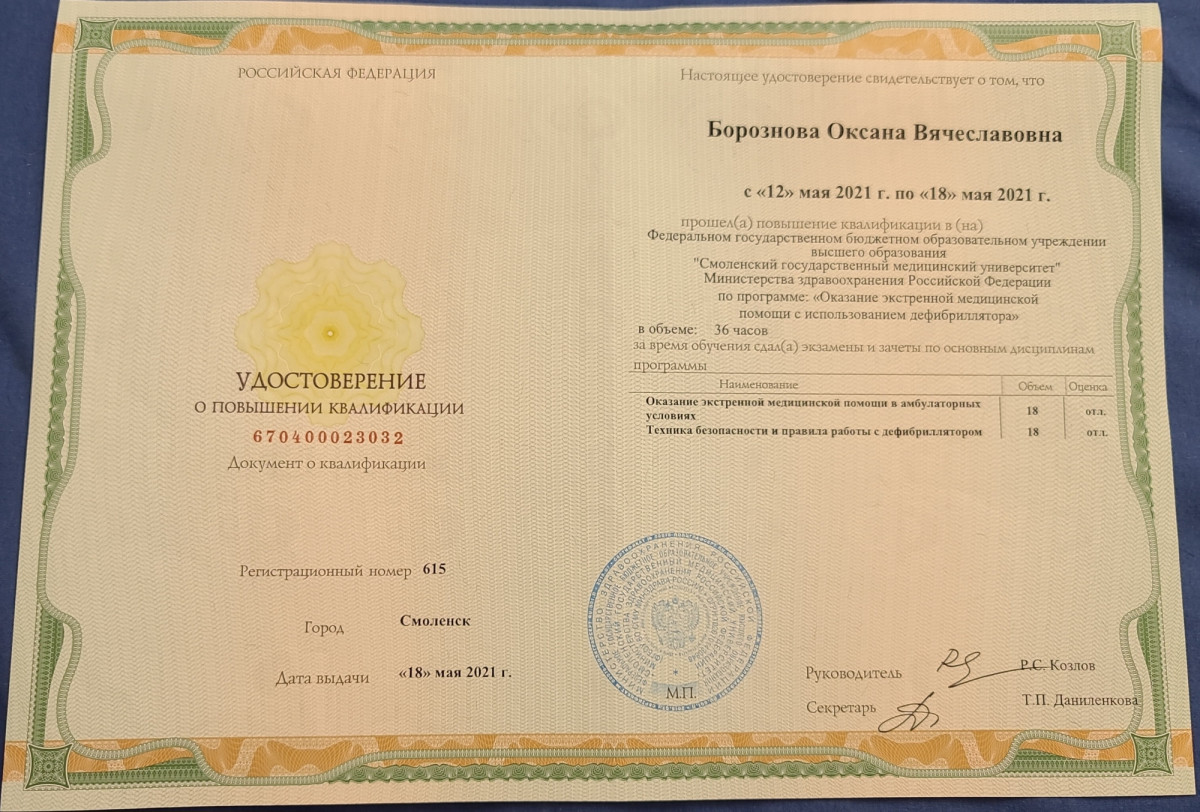 РОССИЙСКАЯ ФЕДЕРАЦИЯ
УДОСТОВЕРЕНИЕ
О ПОВЫШЕНИИ КВАЛИФИКАЦИИ
670400023032
Документ о квалификации
Регистрационный номер 615
Город Смоленск
Дата выдачи «18» мая 2021 г.
Настоящее удостоверение свидетельствует о том, что
Борознова Оксана Вячеславовна
с «12» мая 2021 г. по «18» мая 2021 г.
прошел(а) повышение квалификации в (на)
Федеральном государственном бюджетном образовательном учреждении
высшего образования
"Смоленский государственный медицинский университет"
Министерства здравоохранения Российской Федерации
по программе: «Оказание экстренной медицинской
помощи с использованием дефибриллятора»
в объеме: 36 часов
за время обучения сдал(а) экзамены и зачеты по основным дисциплинам
программы
Наименование Объем Оценка
Оказание экстренной медицинской помощи в амбулаторных
условиях 18 отл.
Техника безопасности и правила работы с дефибриллятором 18 отл.
МИНИСТЕРСТВО ЗДРАВООХРАНЕНИЯ РОССИЙСКОЙ ФЕДЕРАЦИИ
М.П.
Руководитель Р.С. Козлов
Секретарь Т.П. Даниленкова